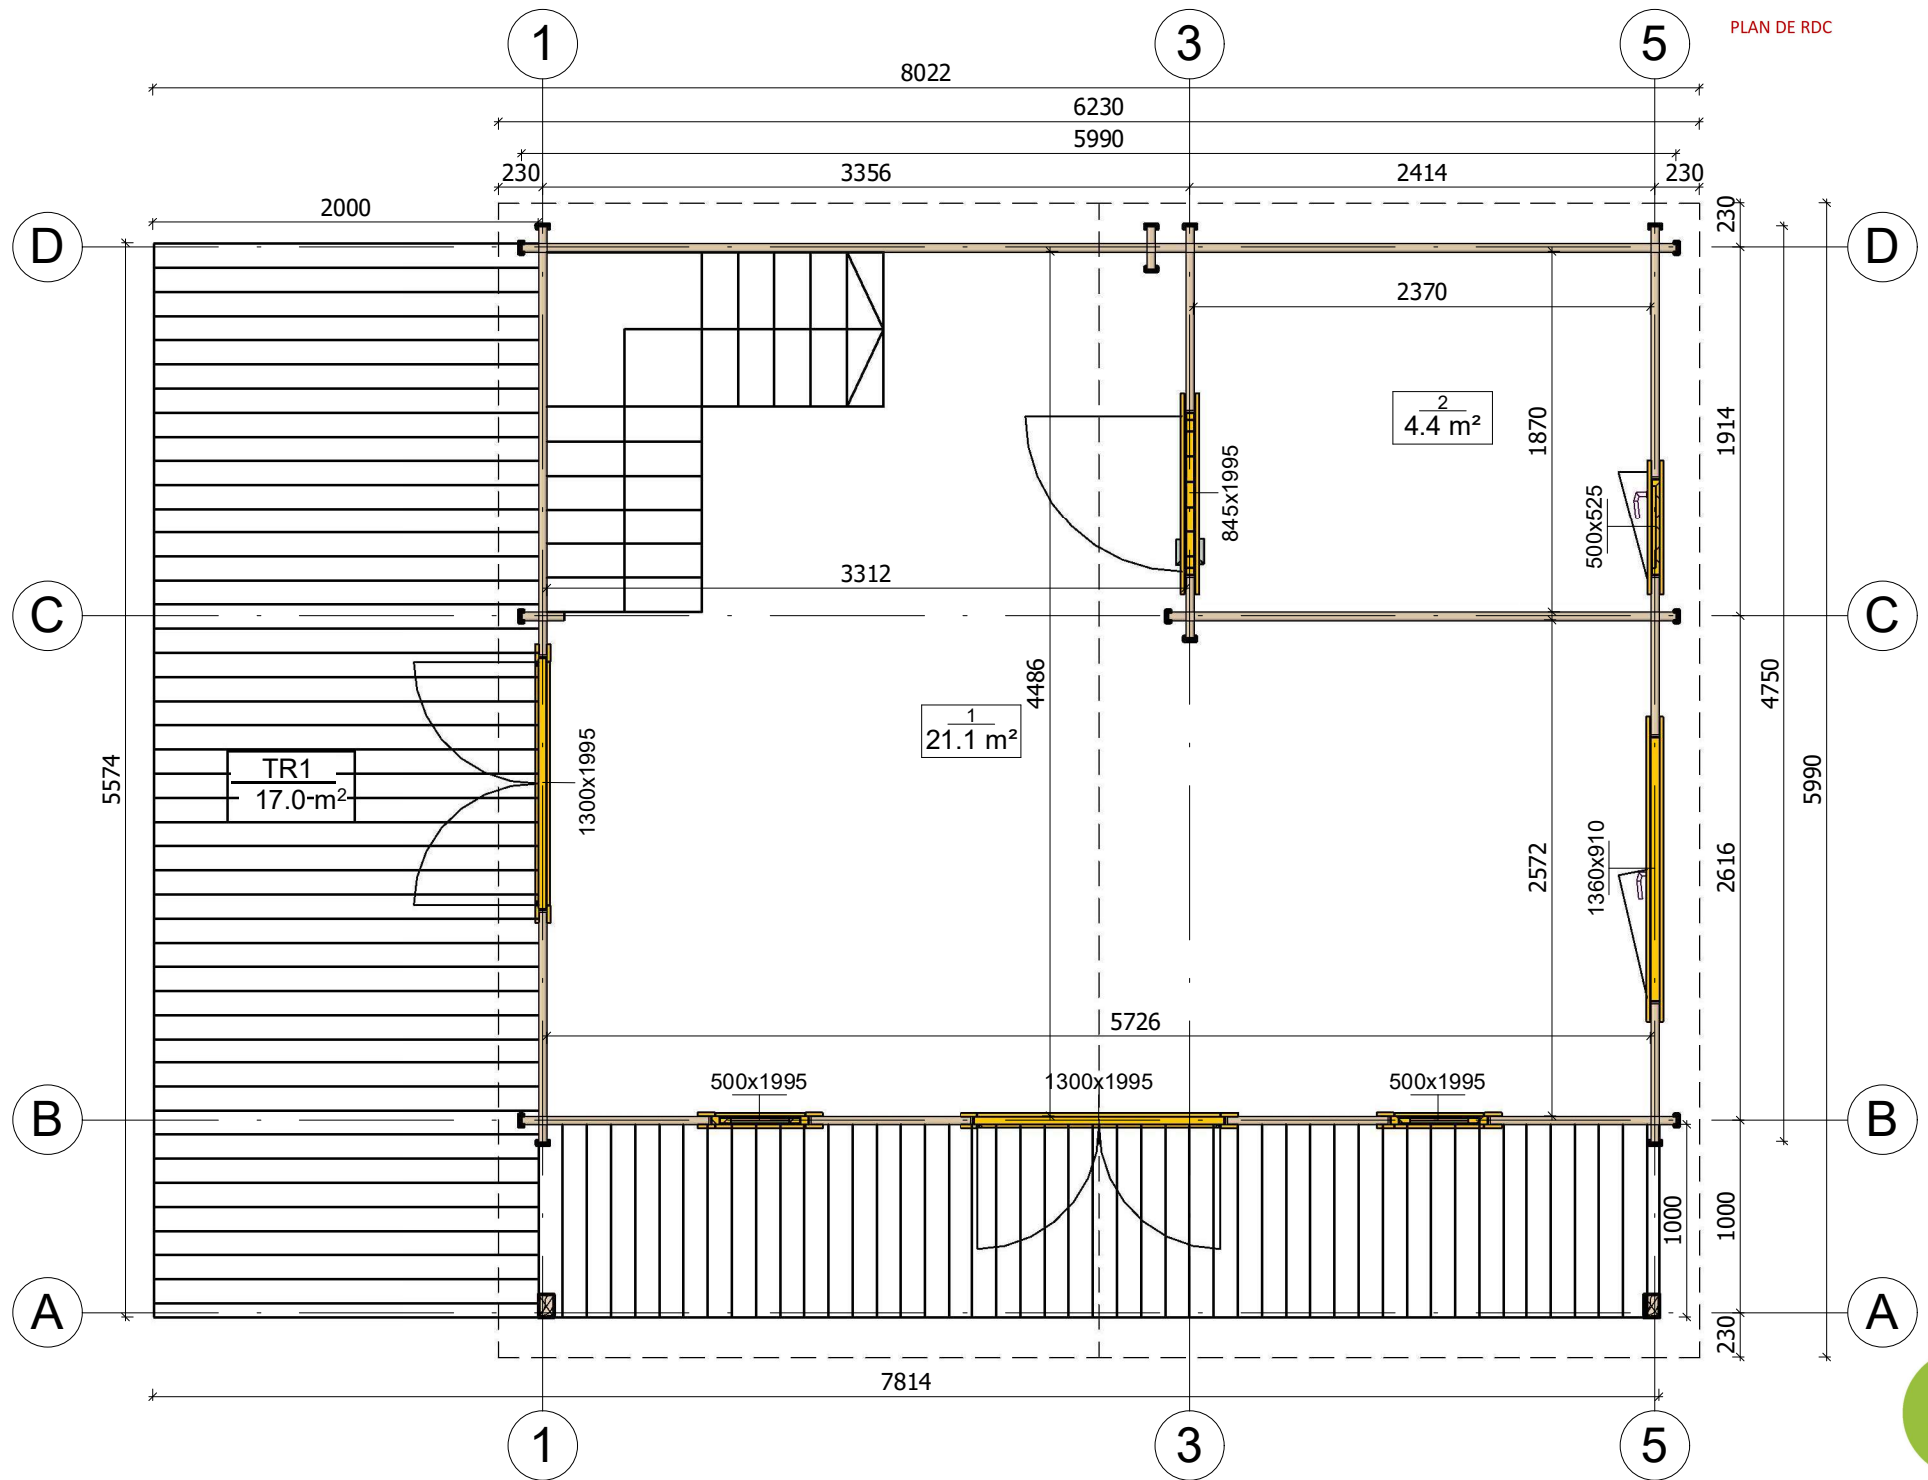 1
3
5
PLAN DE RDC
8022
6230
5990
230
3356
2414
230
2000
230
D
D
2370
2
4.4 m²
1870
1914
845x1995
500x525
3312
C
C
4486
4750
1
21.1 m²
1300x1995
TR1
17.0 m²
5574
5990
1360x910
2572
2616
5726
500x1995
1300x1995
500x1995
B
B
1000
1000
A
A
230
7814
1
3
5